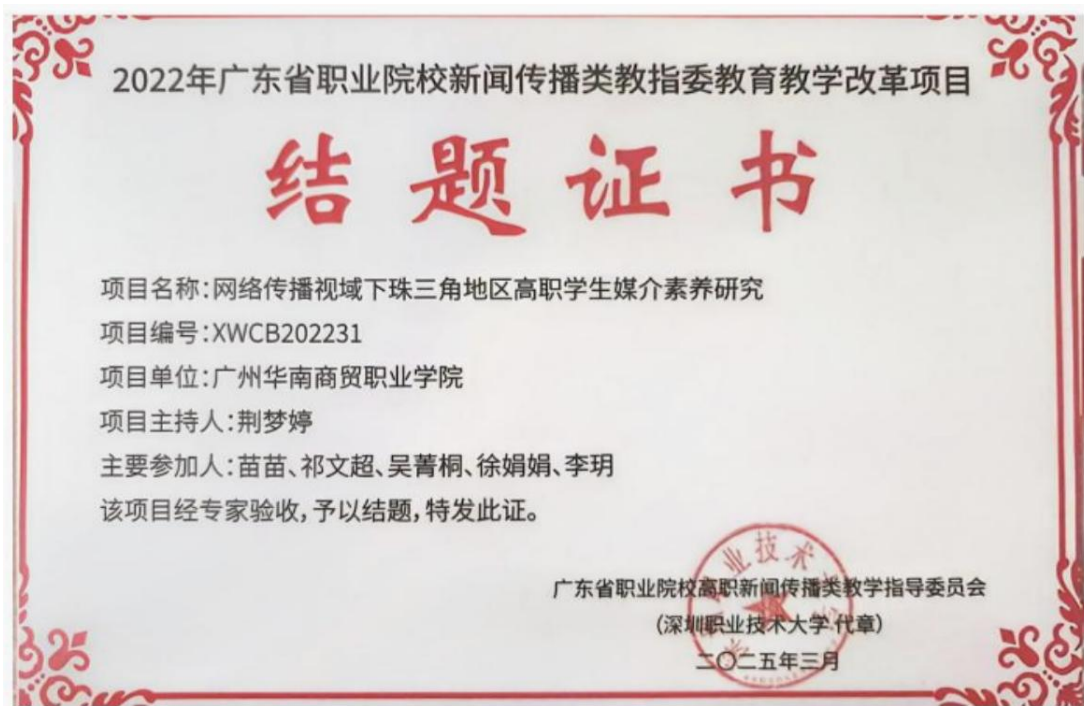 2022年广东省职业院校新闻传播类教指委教育教学改革项目
结题证书
项目名称:网络传播视域下珠三角地区高职学生媒介素养研究
项目编号:XWCB202231
项目单位:广州华南商贸职业学院
项目主持人:荆梦婷
主要参加人:苗苗、祁文超、吴菁桐、徐娟娟、李玥
该项目经专家验收,予以结题,特发此证。
广东省职业院校高职新闻传播类教学指导委员会
(深圳职业技术大学 代章)
二〇二五年三月